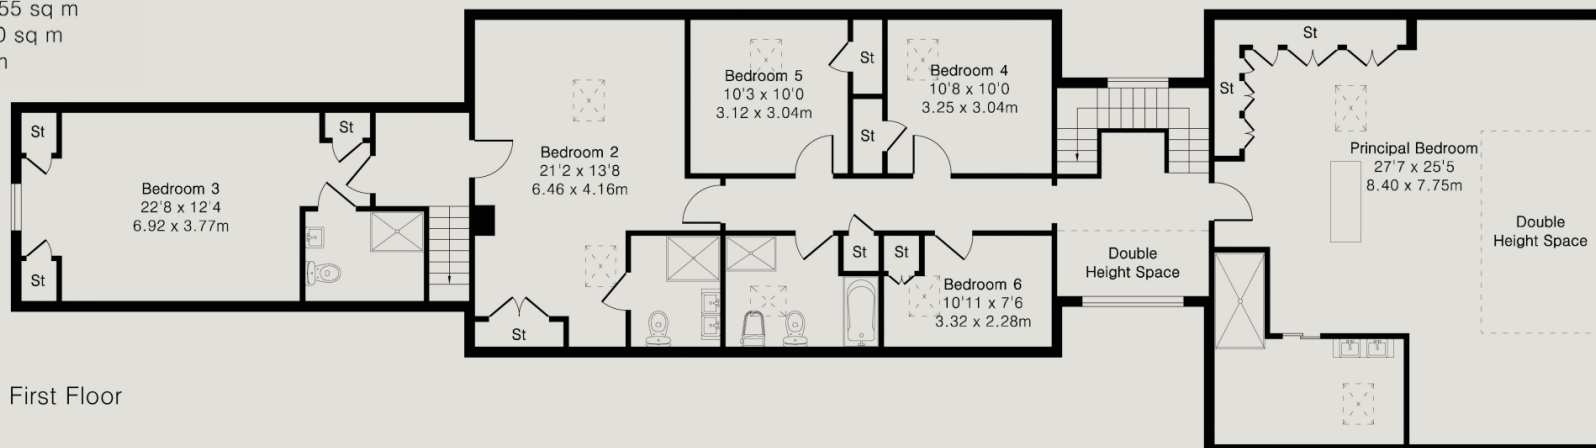 55 sq m
0 sq m
m
St
St
Bedroom 3
22'8 x 12'4
6.92 x 3.77m
St
Bedroom 2
21'2 x 13'8
6.46 x 4.16m
St
Bedroom 5
10'3 x 10'0
3.12 x 3.04m
St
St
Bedroom 4
10'8 x 10'0
3.25 x 3.04m
St
St
Bedroom 6
10'11 x 7'6
3.32 x 2.28m
Double
Height Space
St
St
Principal Bedroom
27'7 x 25'5
8.40 x 7.75m
Double
Height Space
First Floor